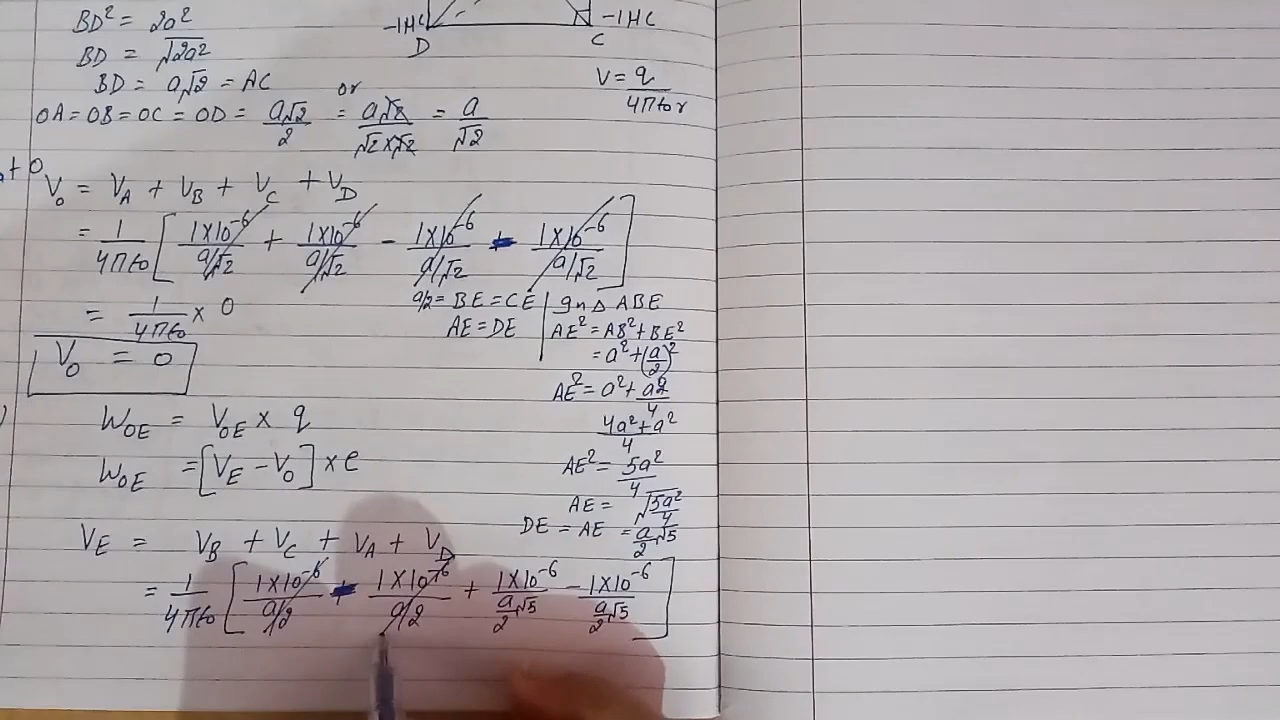 BD² = 2a²
BD = √2a²
BD = a√2 = AC
-1μC
D
-1μC
C
V = q/4πε₀r
OA = OB = OC = OD = a√2/2 or = a√2/√2×√2 = a/√2
V₀ = V_A + V_B + V_C + V_D
= 1/4πε₀ [1×10⁻⁶/a/√2 + 1×10⁻⁶/a/√2 - 1×10⁻⁶/a/√2 - 1×10⁻⁶/a/√2]
= 1/4πε₀ × 0
V₀ = 0
a/2 = BE = CE
AE = DE
In △ ABE
AE² = AB² + BE²
= a² + (a/2)²
AE² = a² + a2/4
4a² + a²/4
AE² = 5a²/4
AE = √5a²/4
DE = AE = a/2 √5
W_OE = V_OE × q
W_OE = [V_E - V₀] × e
V_E = V_B + V_C + V_A + V_D
= 1/4πε₀ [1×10⁻⁶/a/2 - 1×10⁻⁶/a/2 + 1×10⁻⁶/a/2 √5 - 1×10⁻⁶/a/2 √5]